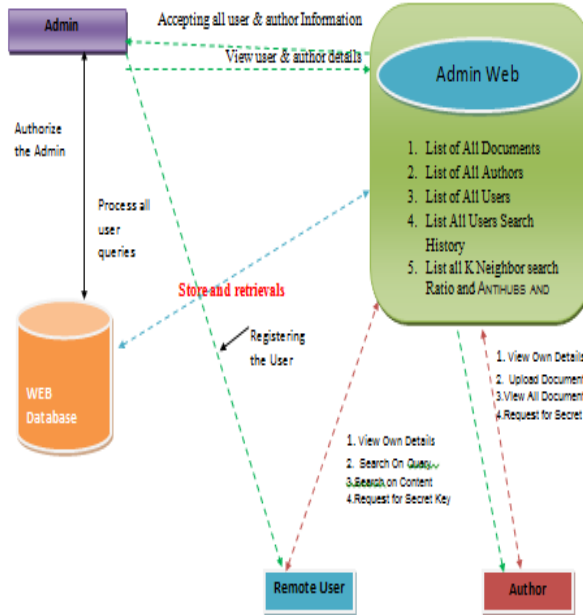 Admin
Accepting all user & author Information
View user & author details
Admin Web
1. List of All Documents
2. List of All Authors
3. List of All Users
4. List All Users Search
History
5. List all K Neighbor search
Ratio and ANTIHUBS AND
Authorize
the Admin
Process all
user
queries
Store and retrievals
Registering
the User
WEB
Database
1. View Own Details
2. Upload Document
3.View All Document
4.Request for Secret
1. View Own Details
2. Search On Query
3.Search on Content
4.Request for Secret Key
Remote User
Author